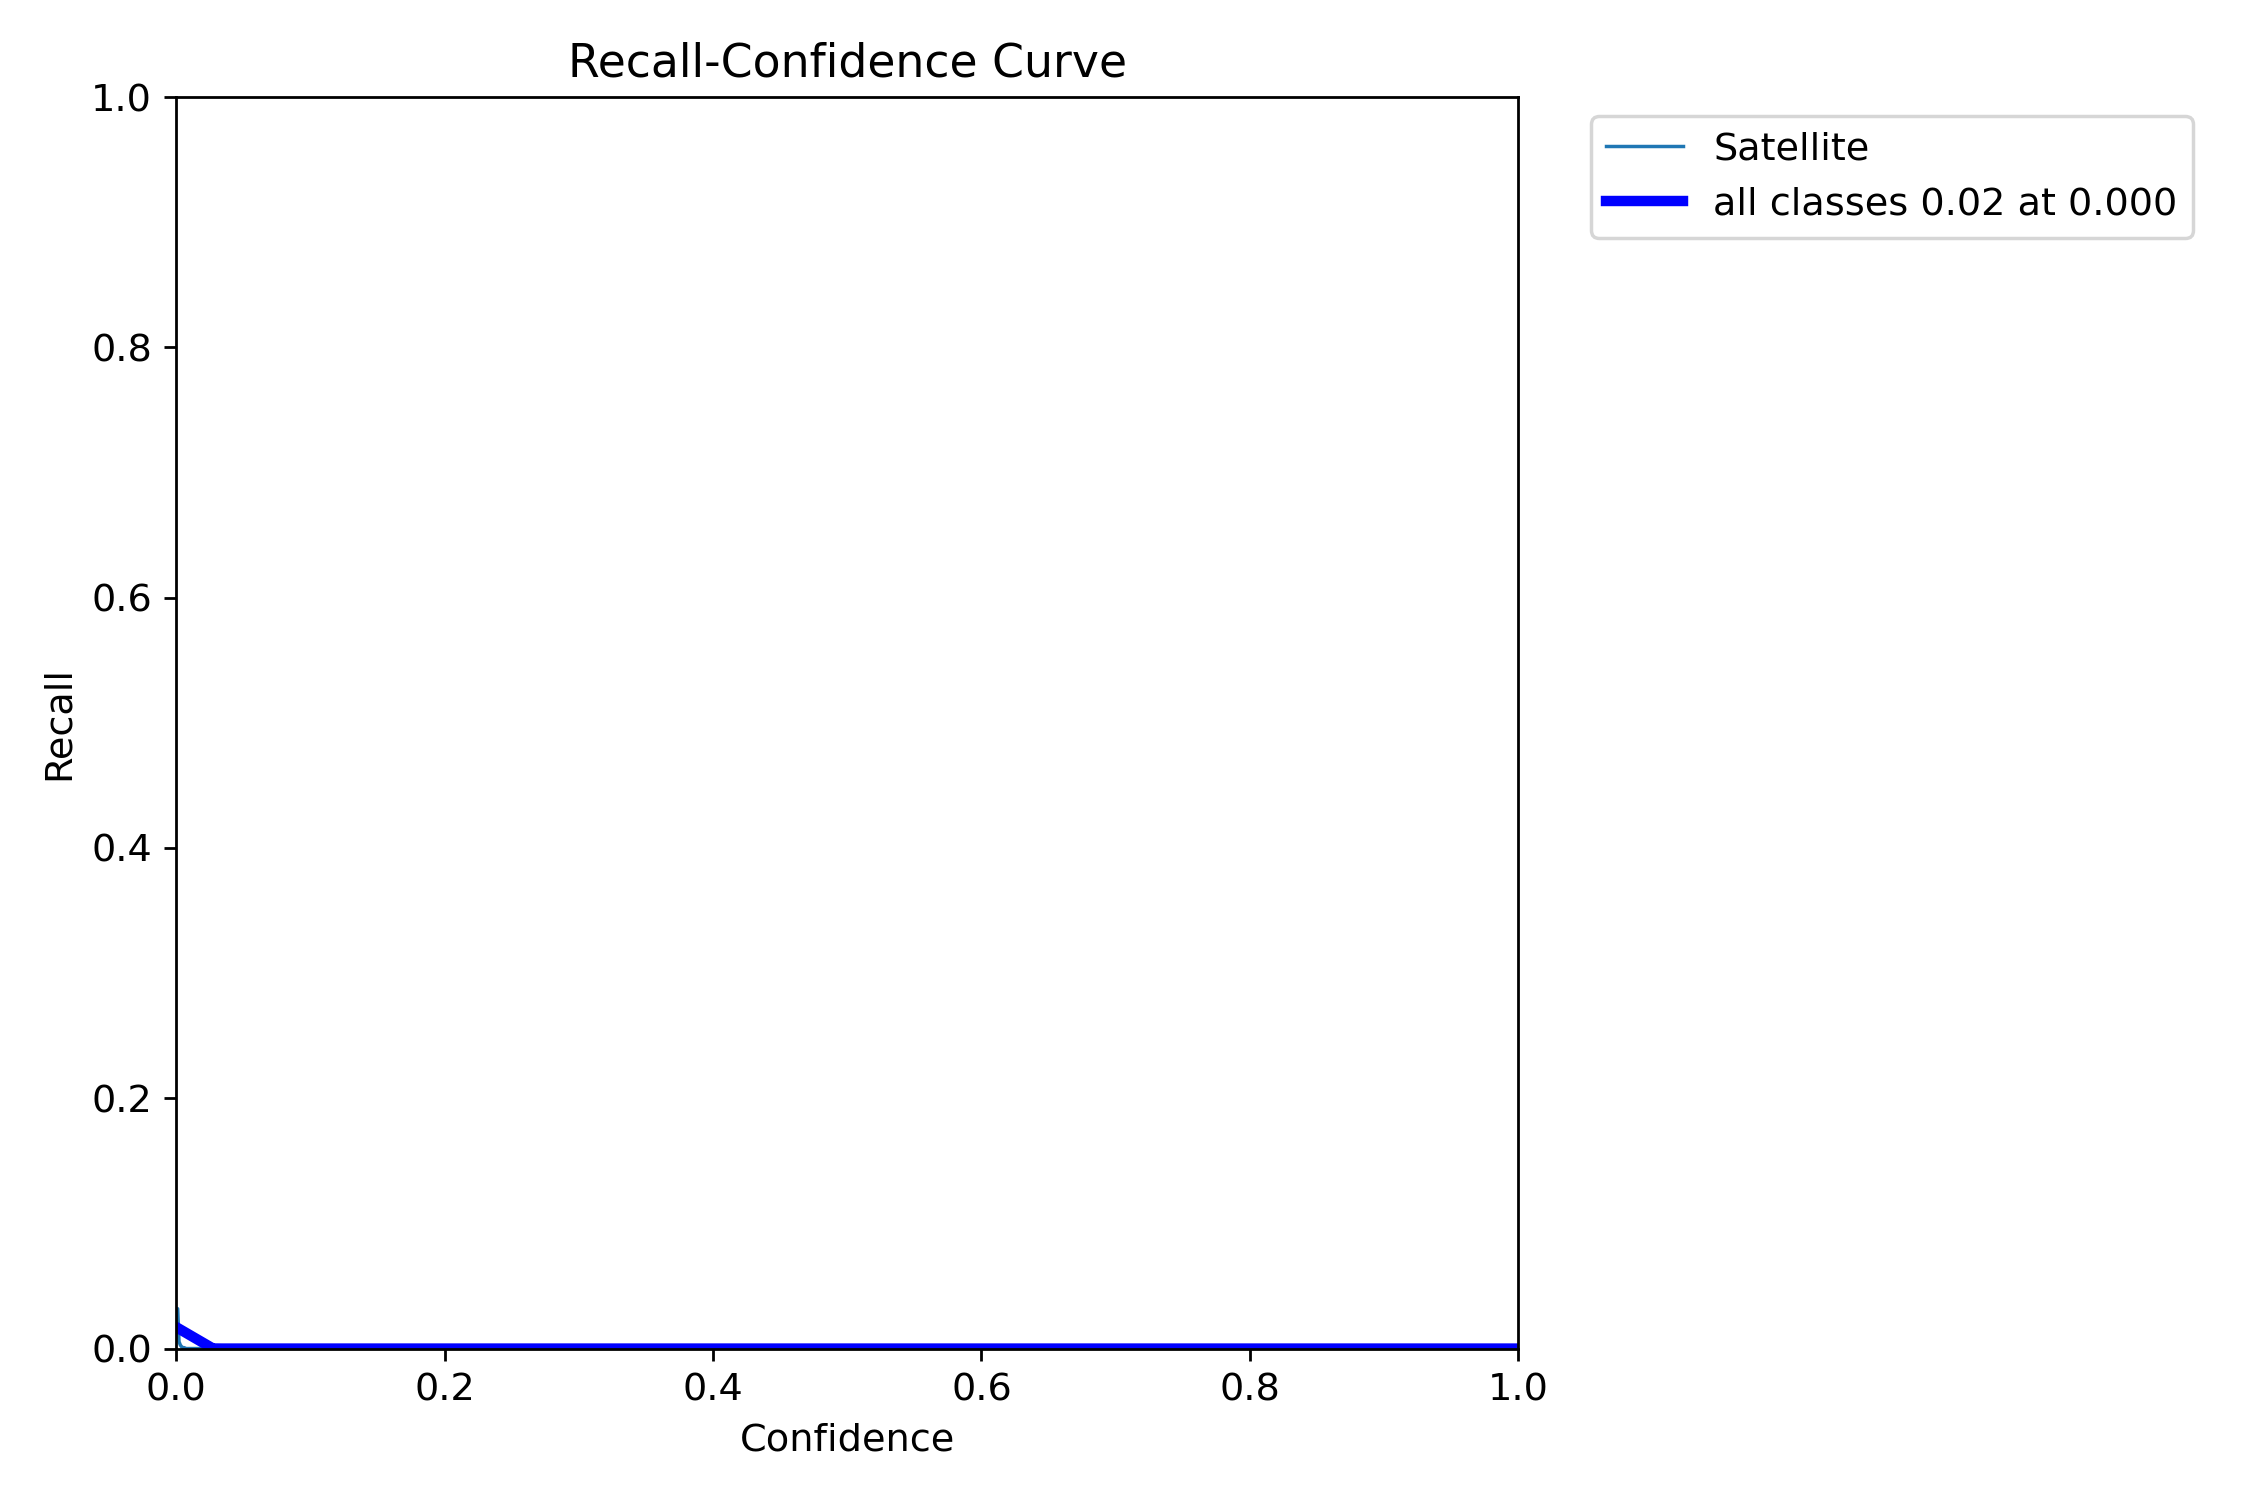 Recall-Confidence Curve
1.0
0.8
0.6
0.4
0.2
0.0
Recall
0.0 0.2 0.4 0.6 0.8 1.0
Confidence
Satellite
all classes 0.02 at 0.000